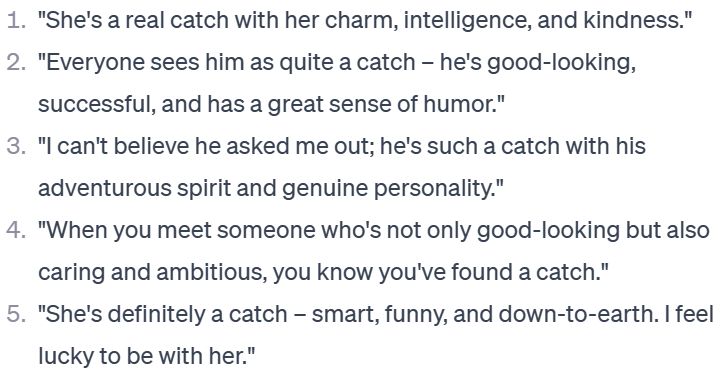 1. "She's a real catch with her charm, intelligence, and kindness."
2. "Everyone sees him as quite a catch – he's good-looking,
successful, and has a great sense of humor."
3. "I can't believe he asked me out; he's such a catch with his
adventurous spirit and genuine personality."
4. "When you meet someone who's not only good-looking but also
caring and ambitious, you know you've found a catch."
5. "She's definitely a catch – smart, funny, and down-to-earth. I feel
lucky to be with her."